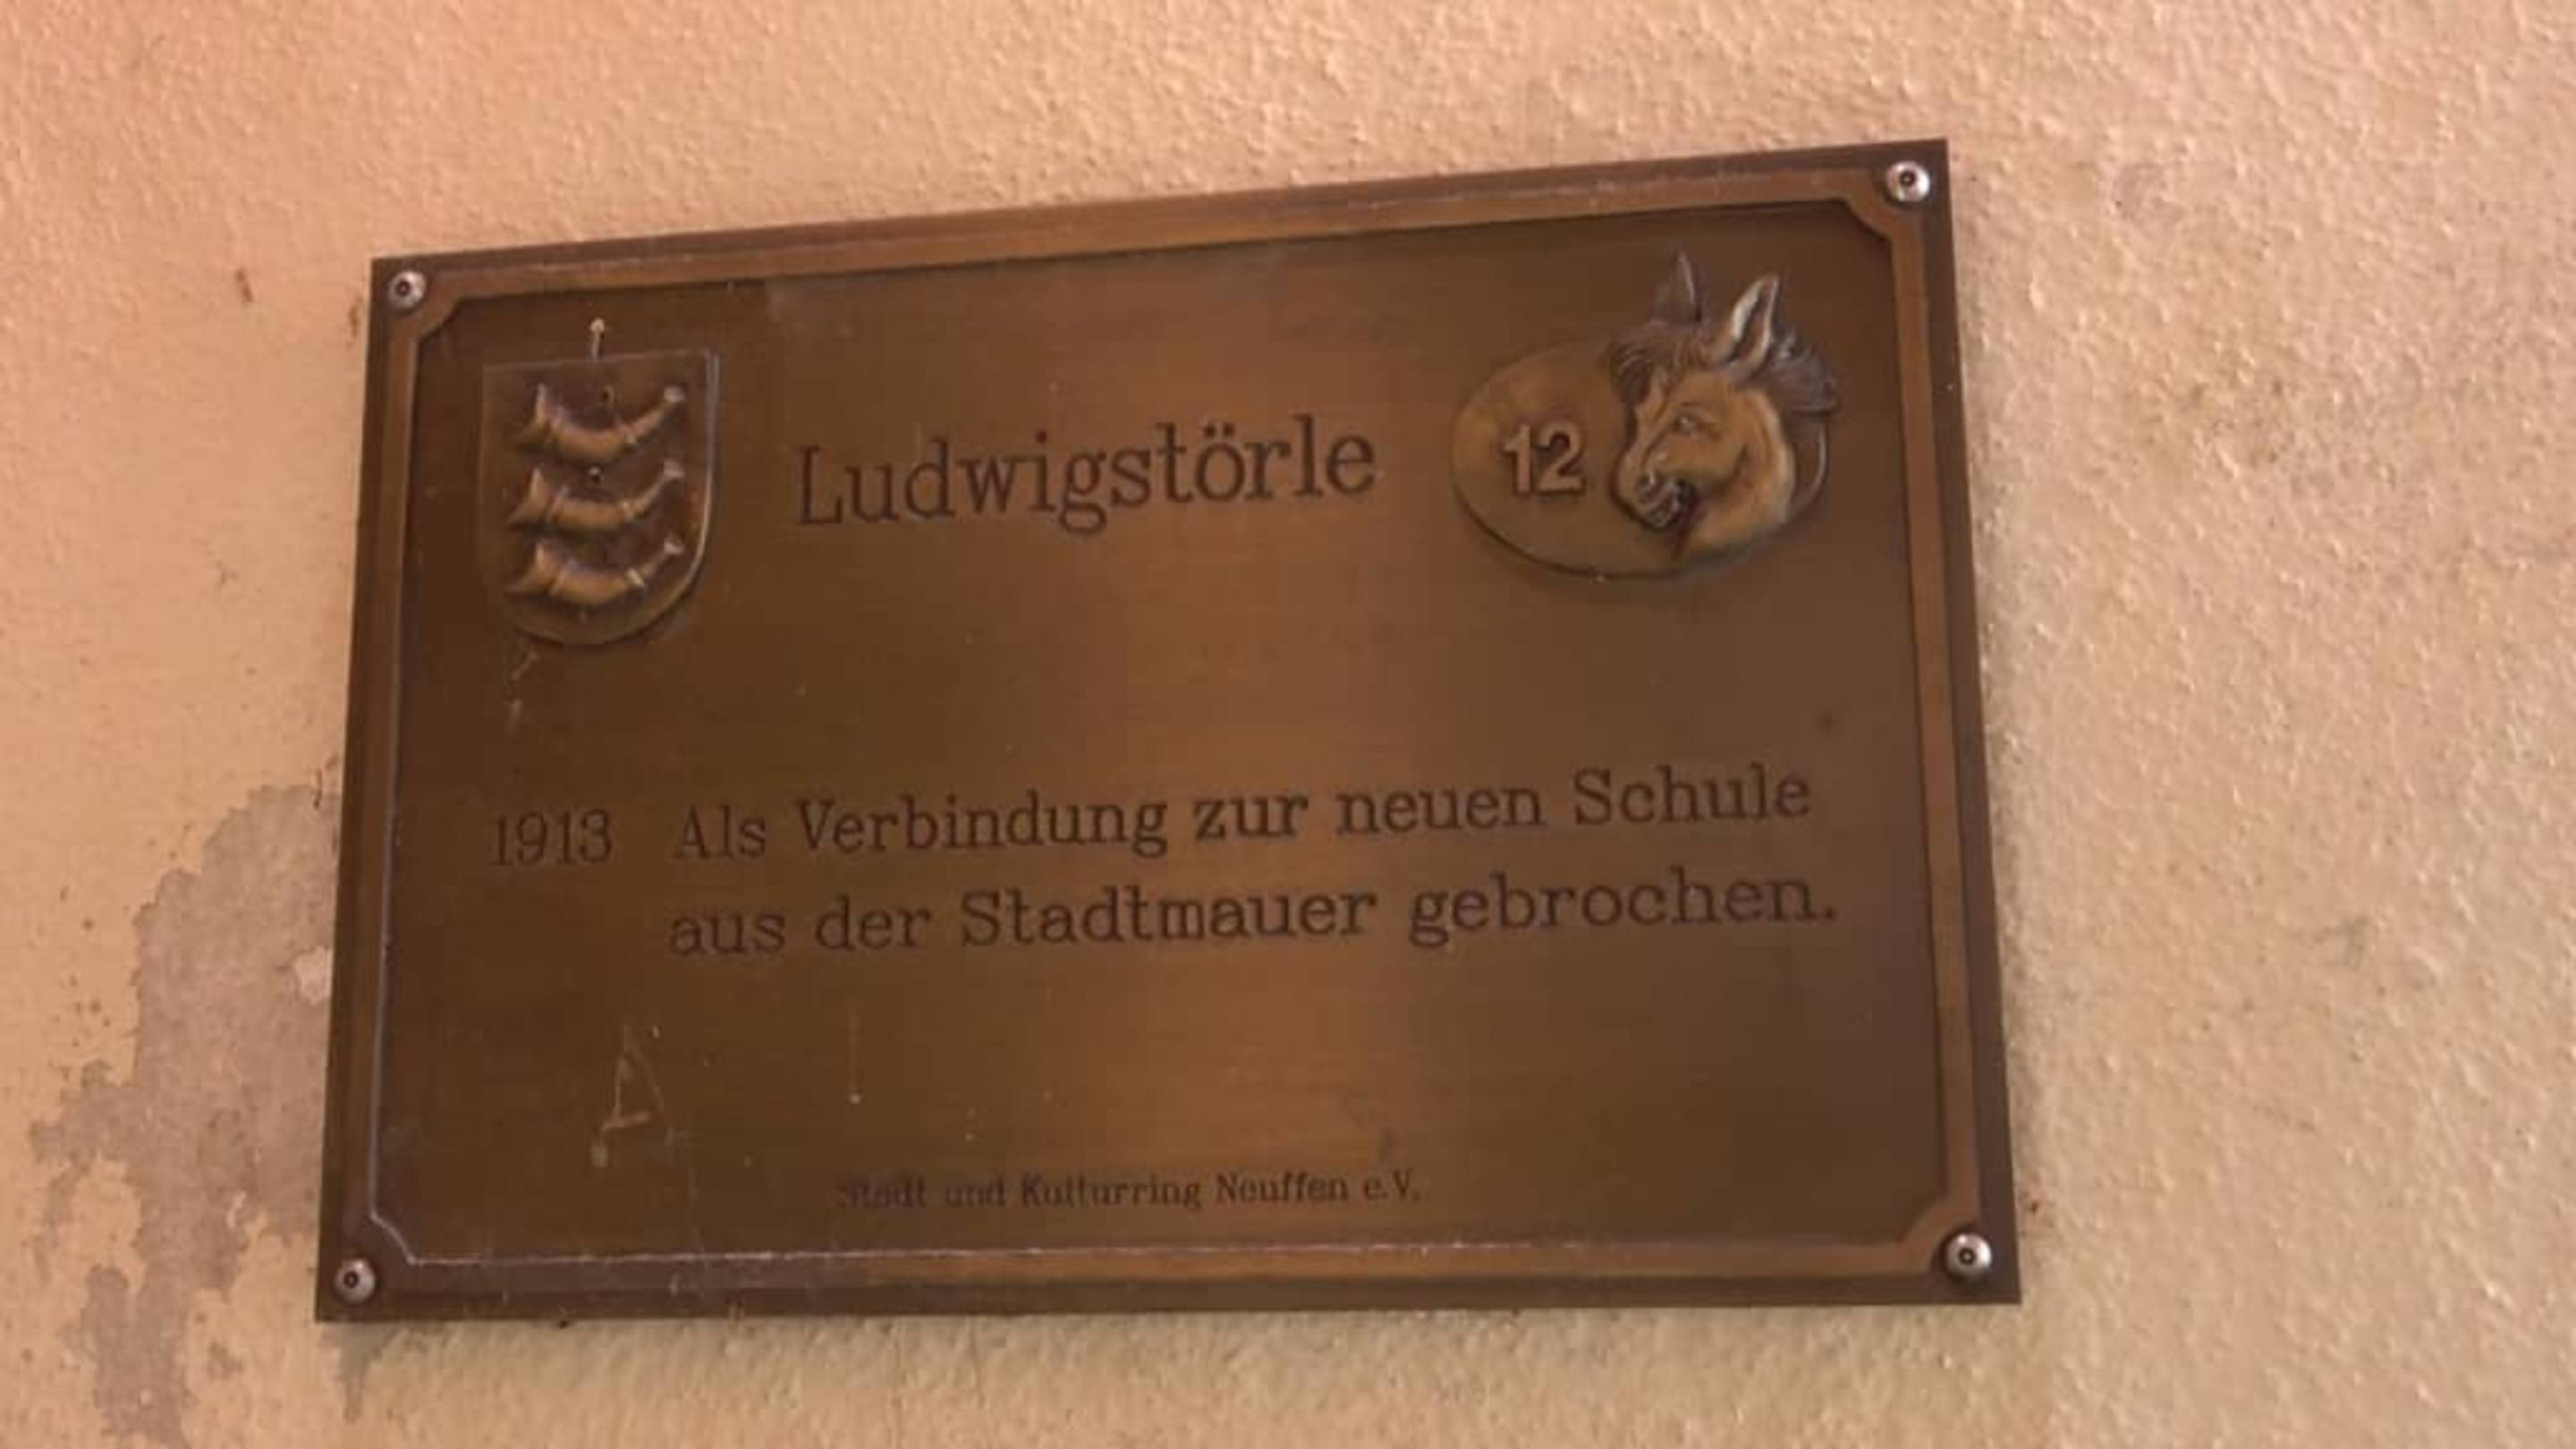 Ludwigstörle
12
1913 Als Verbindung zur neuen Schule
aus der Stadtmauer gebrochen.
Stadt und Kulturring Neuffen e.V.